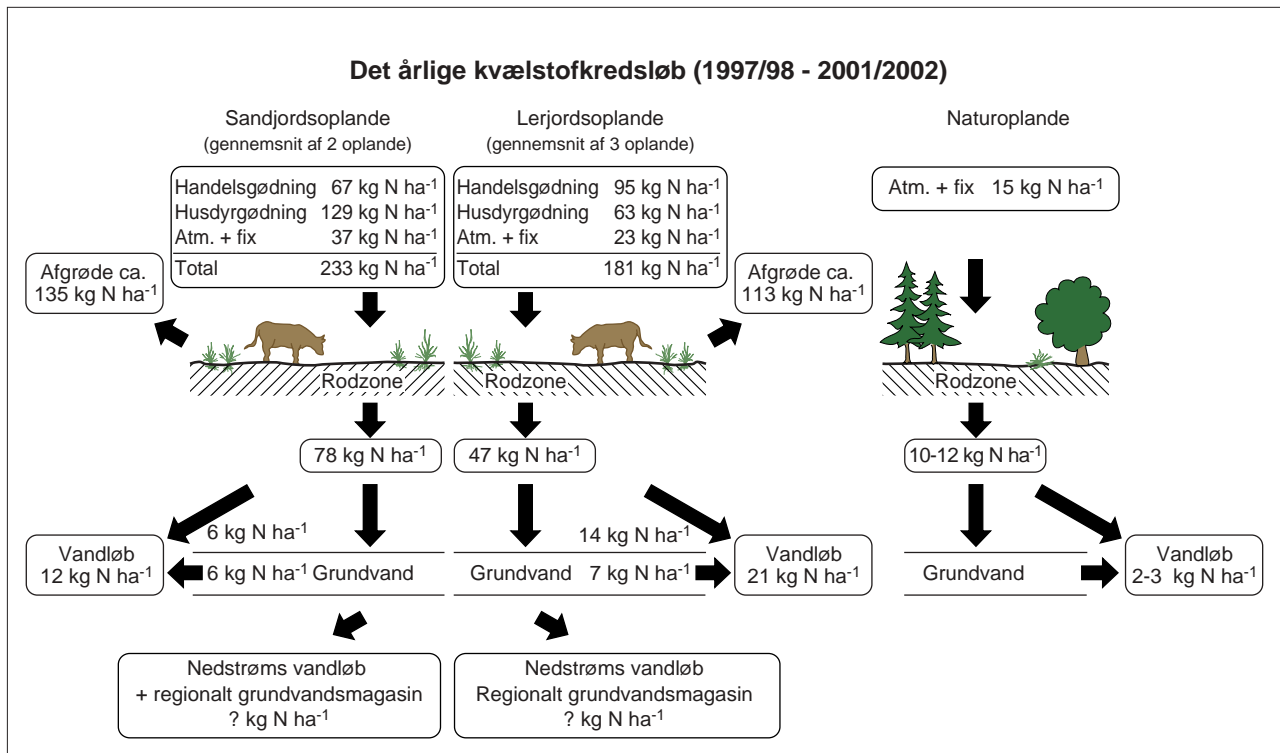 Det årlige kvælstofkredsløb (1997/98 - 2001/2002)
Sandjordsoplande
(gennemsnit af 2 oplande)
Handelsgødning 67 kg N ha⁻¹
Husdyrgødning 129 kg N ha⁻¹
Atm. + fix 37 kg N ha⁻¹
Total 233 kg N ha⁻¹
Afgrøde ca.
135 kg N ha⁻¹
Rodzone
78 kg N ha⁻¹
6 kg N ha⁻¹
Vandløb
12 kg N ha⁻¹
6 kg N ha⁻¹ Grundvand
Nedstrøms vandløb
+ regionalt grundvandsmagasin
? kg N ha⁻¹
Lerjordsoplande
(gennemsnit af 3 oplande)
Handelsgødning 95 kg N ha⁻¹
Husdyrgødning 63 kg N ha⁻¹
Atm. + fix 23 kg N ha⁻¹
Total 181 kg N ha⁻¹
Afgrøde ca.
113 kg N ha⁻¹
Rodzone
47 kg N ha⁻¹
14 kg N ha⁻¹
Grundvand 7 kg N ha⁻¹
Vandløb
21 kg N ha⁻¹
Nedstrøms vandløb
Regionalt grundvandsmagasin
? kg N ha⁻¹
Naturoplande
Atm. + fix 15 kg N ha⁻¹
Rodzone
10-12 kg N ha⁻¹
Grundvand
Vandløb
2-3 kg N ha⁻¹